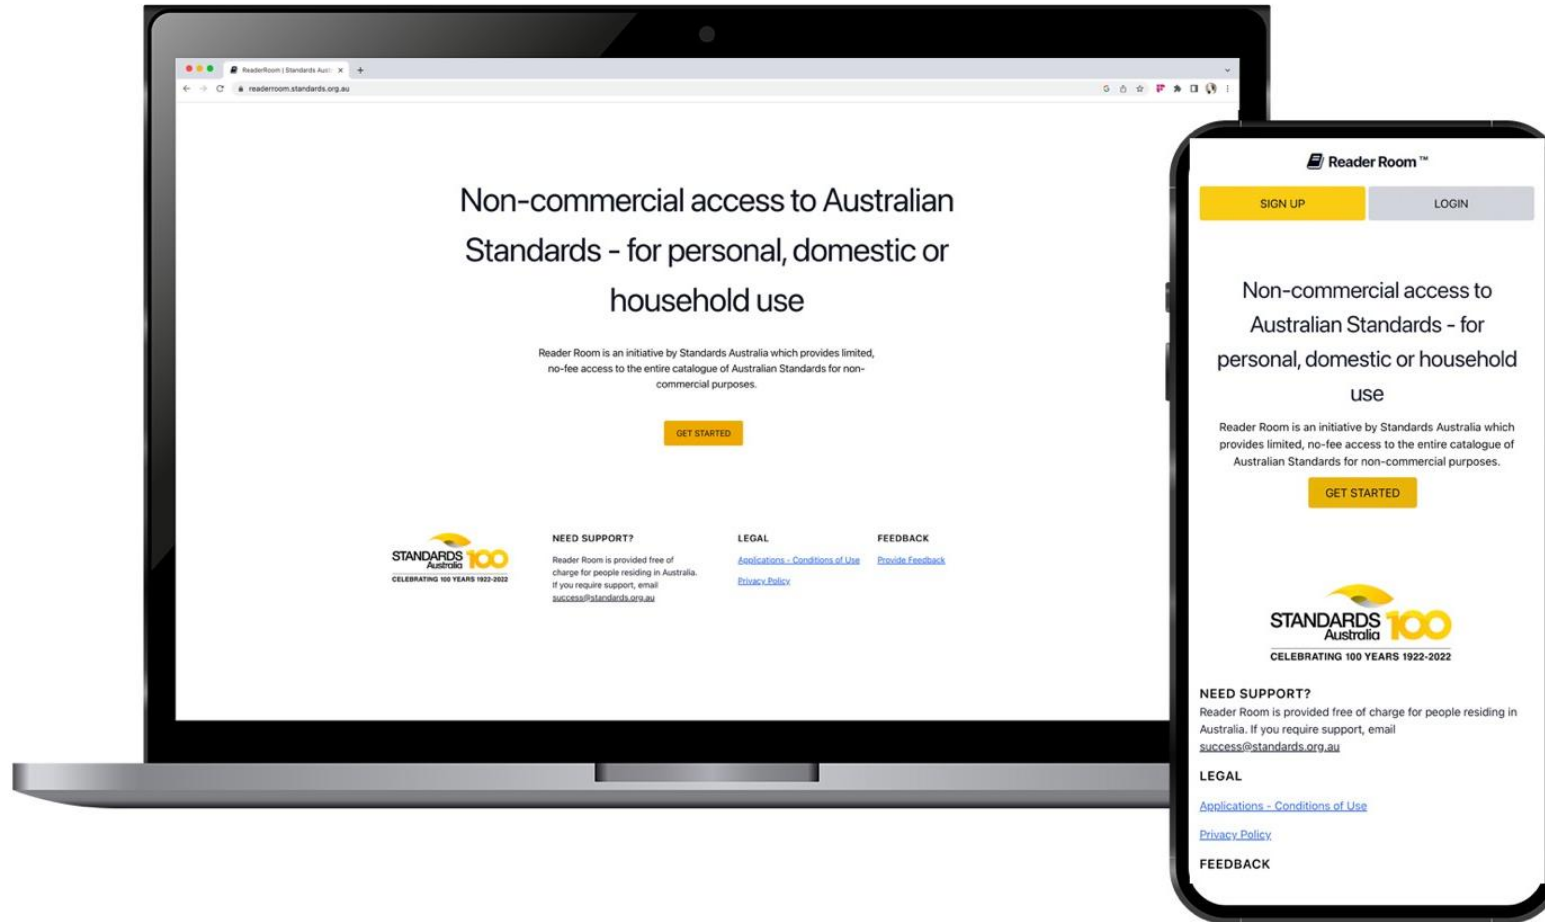 ReaderRoom | Standards Aust
readerroom.standards.org.au
Non-commercial access to Australian
Standards - for personal, domestic or
household use
Reader Room is an initiative by Standards Australia which provides limited,
no-fee access to the entire catalogue of Australian Standards for non-
commercial purposes.
GET STARTED
STANDARDS 100
Australia
CELEBRATING 100 YEARS 1922-2022
NEED SUPPORT?
Reader Room is provided free of
charge for people residing in Australia.
If you require support, email
success@standards.org.au
LEGAL
Applications - Conditions of Use
Privacy Policy
FEEDBACK
Provide Feedback
Reader Room™
SIGN UP
LOGIN
Non-commercial access to
Australian Standards - for
personal, domestic or household
use
Reader Room is an initiative by Standards Australia which
provides limited, no-fee access to the entire catalogue of
Australian Standards for non-commercial purposes.
GET STARTED
STANDARDS 100
Australia
CELEBRATING 100 YEARS 1922-2022
NEED SUPPORT?
Reader Room is provided free of charge for people residing in
Australia. If you require support, email
success@standards.org.au
LEGAL
Applications - Conditions of Use
Privacy Policy
FEEDBACK